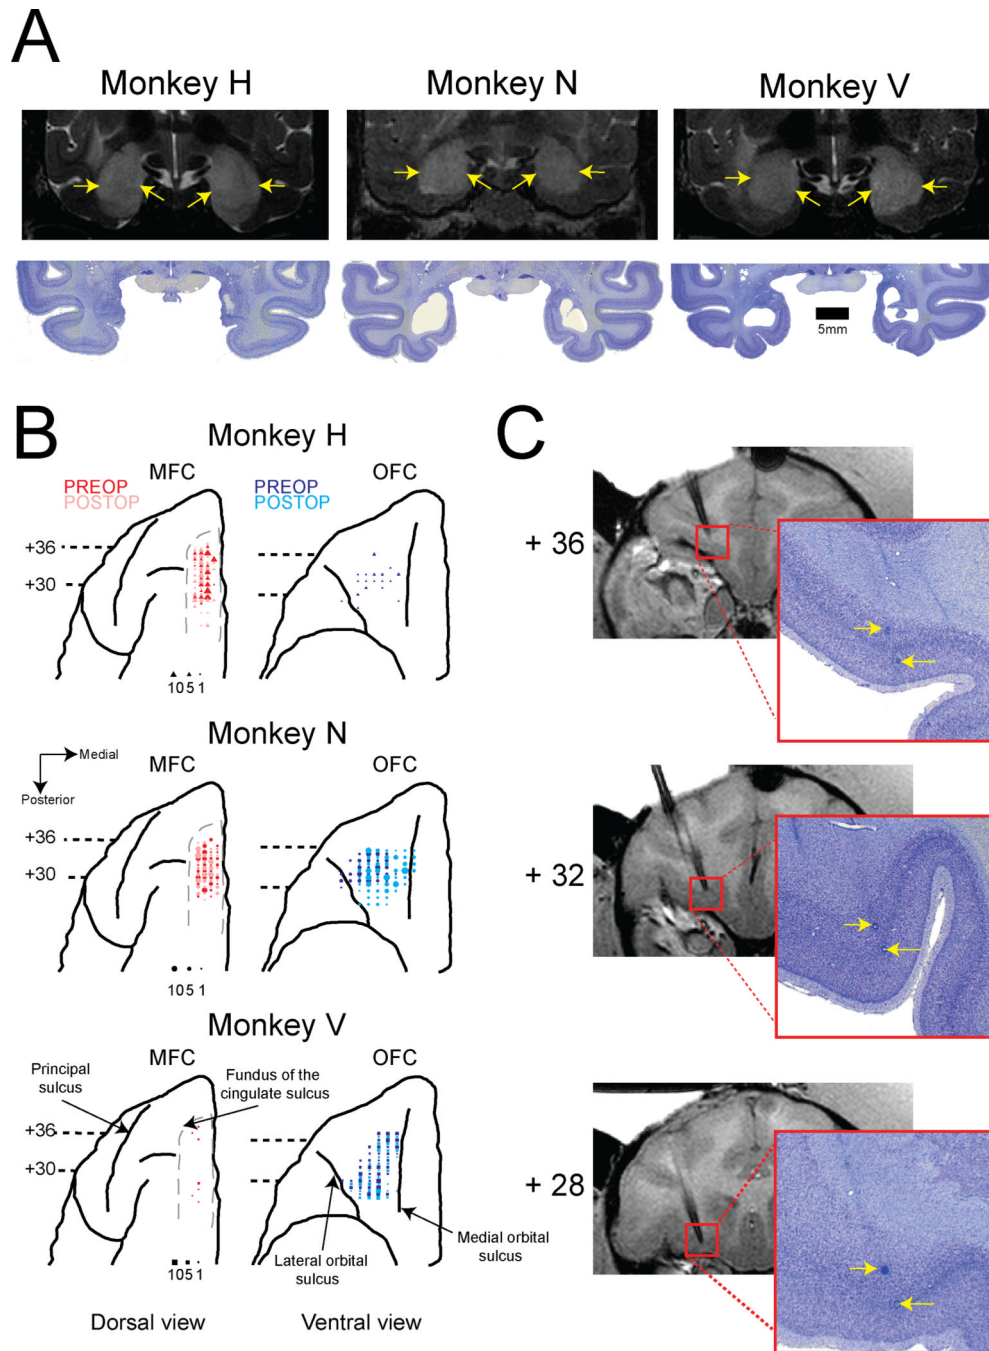 A
Monkey H
Monkey N
Monkey V
5mm
B
Monkey H
MFC
OFC
PREOP
POSTOP
PREOP
POSTOP
+36
+30
10 5 1
Monkey N
Medial
Posterior
MFC
OFC
+36
+30
10 5 1
Monkey V
MFC
OFC
Principal
sulcus
Fundus of the
cingulate sulcus
+36
+30
10 5 1
Lateral orbital
sulcus
Medial orbital
sulcus
Dorsal view
Ventral view
C
+ 36
+ 32
+ 28